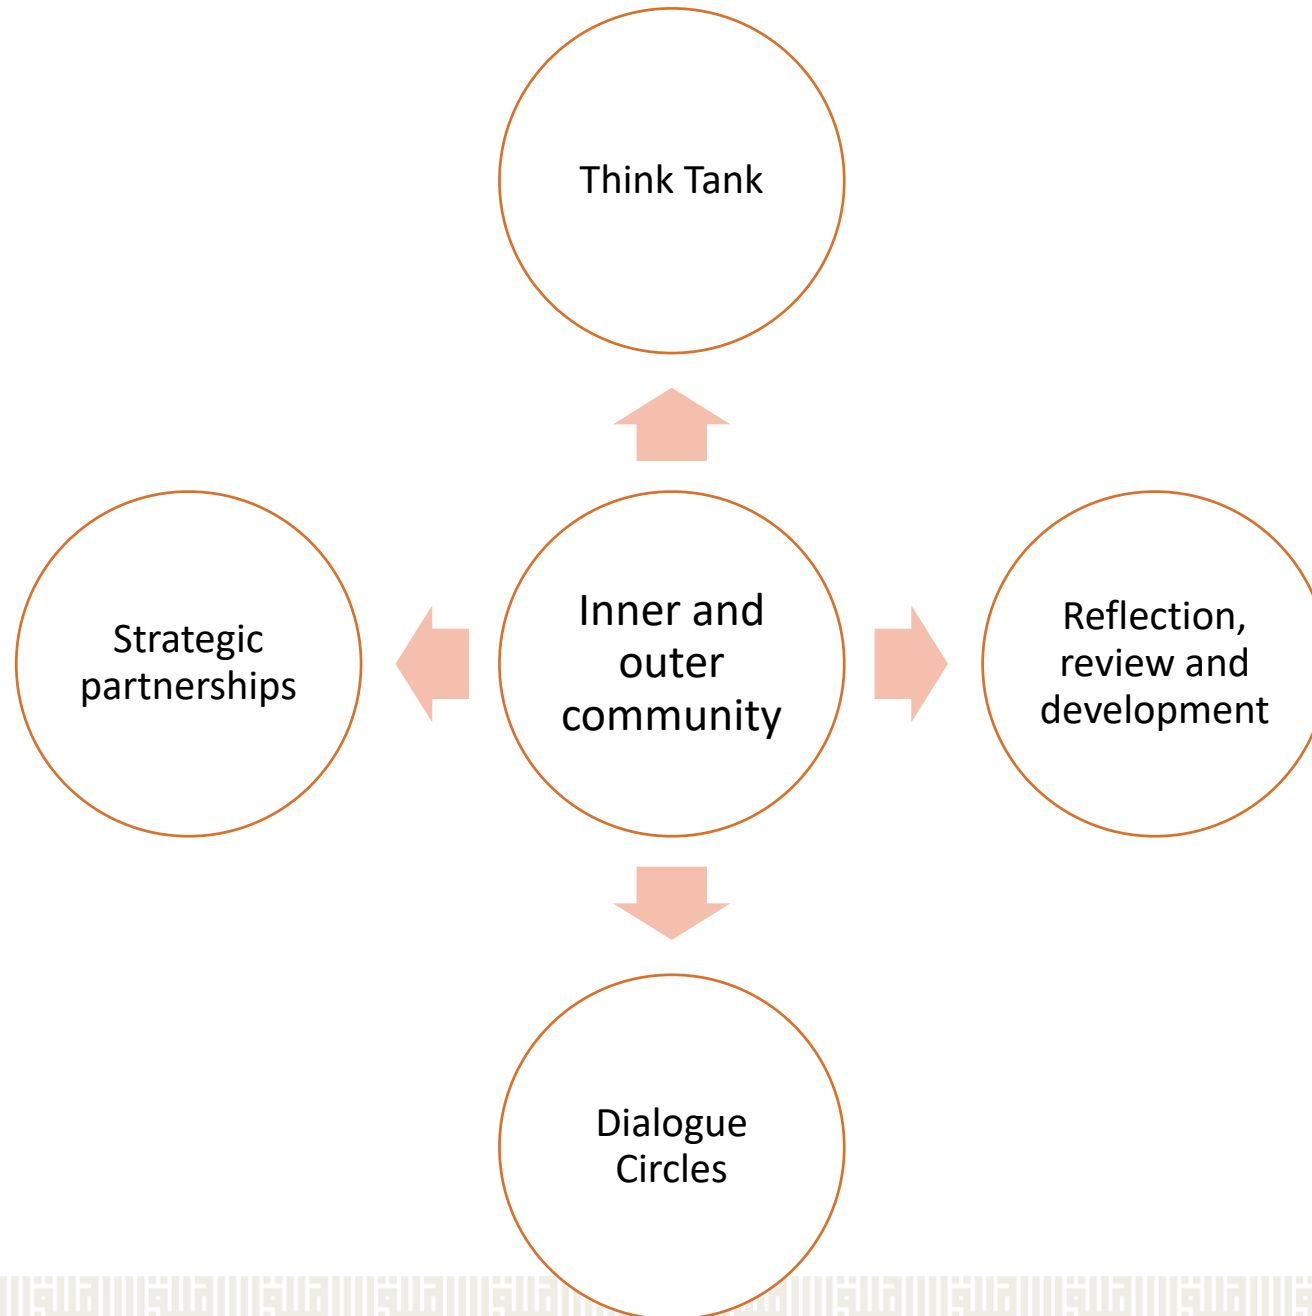 Think Tank
Strategic
partnerships
Inner and
outer
community
Reflection,
review and
development
Dialogue
Circles